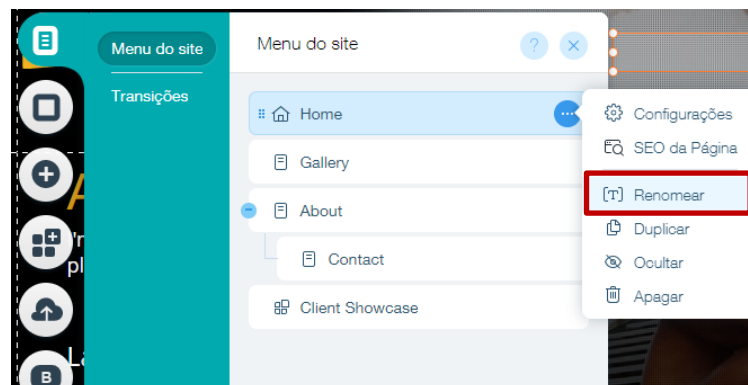 Menu do site
Transições
Menu do site
?
Home
Gallery
About
Contact
Client Showcase
Configurações
SEO da Página
[T] Renomear
Duplicar
Ocultar
Apagar
B